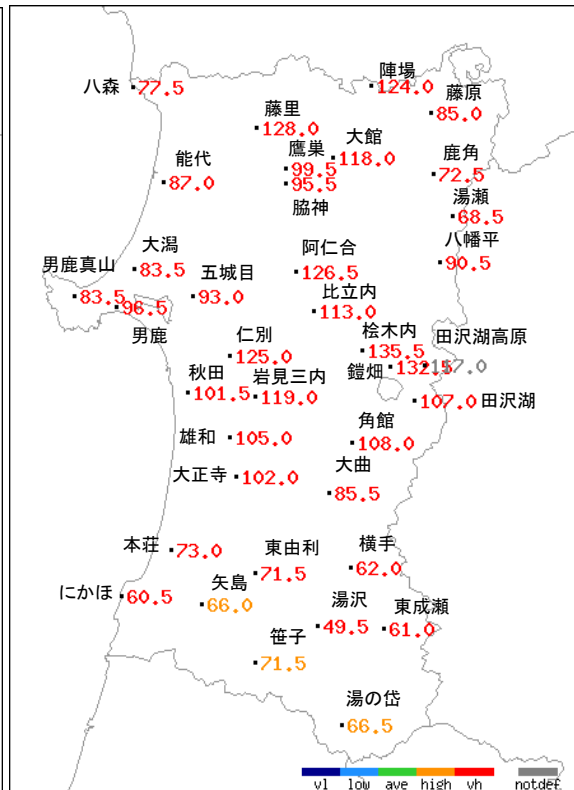 陣場
124.0
八森
77.5
藤原
85.0
藤里
128.0
大館
118.0
鷹巣
99.5
95.5
脇神
能代
87.0
鹿角
72.5
湯瀬
68.5
八幡平
90.5
大潟
83.5
男鹿真山
83.5
五城目
93.0
阿仁合
126.5
96.5
男鹿
比立内
113.0
仁別
125.0
桧木内
135.5
田沢湖高原
鎧畑
132.5
秋田
101.5
岩見三内
119.0
107.0
田沢湖
雄和
105.0
角館
108.0
大正寺
102.0
大曲
85.5
本荘
73.0
東由利
71.5
横手
62.0
にかほ
60.5
矢島
66.0
湯沢
49.5
東成瀬
61.0
笹子
71.5
湯の岱
66.5
vl low ave high vh notdef